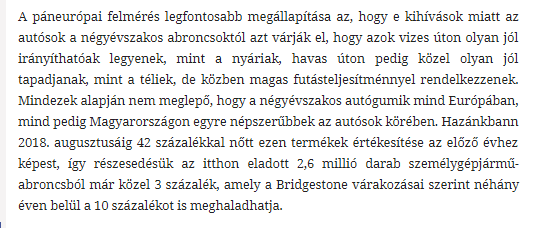 A páneurópai felmérés legfontosabb megállapítása az, hogy e kihívások miatt az
autósok a négyévszakos abroncsoktól azt várják el, hogy azok vizes úton olyan jól
irányíthatóak legyenek, mint a nyáriak, havas úton pedig közel olyan jól
tapadjanak, mint a téliek, de közben magas futásteljesítménnyel rendelkezzenek.
Mindezek alapján nem meglepő, hogy a négyévszakos autógumik mind Európában,
mind pedig Magyarországon egyre népszerűbbek az autósok körében. Hazánkbann
2018. augusztusáig 42 százalékkal nőtt ezen termékek értékesítése az előző évhez
képest, így részesedésük az itthon eladott 2,6 millió darab személygépjármű-
abroncsból már közel 3 százalék, amely a Bridgestone várakozásai szerint néhány
éven belül a 10 százalékot is meghaladhatja.